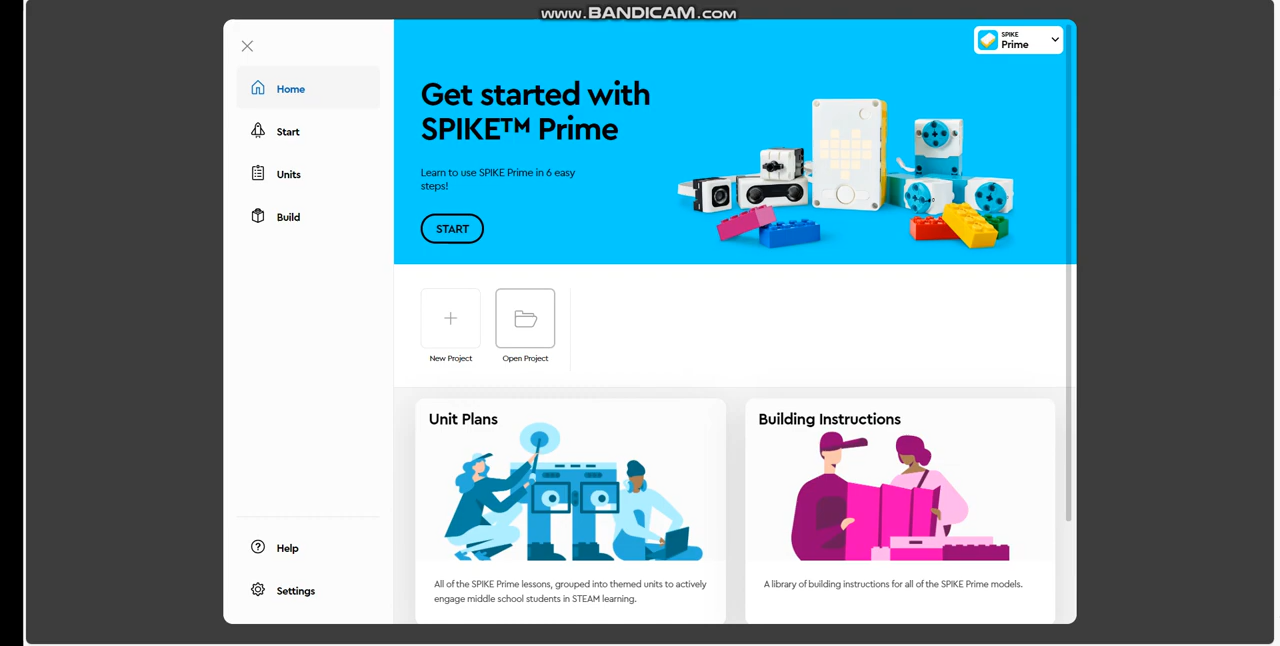 www.BANDICAM.com
SPIKE
Prime
Home
Start
Units
Build
Help
Settings
Get started with
SPIKE™ Prime
Learn to use SPIKE Prime in 6 easy
steps!
START
New Project
Open Project
Unit Plans
All of the SPIKE Prime lessons, grouped into themed units to actively
engage middle school students in STEAM learning.
Building Instructions
A library of building instructions for all of the SPIKE Prime models.